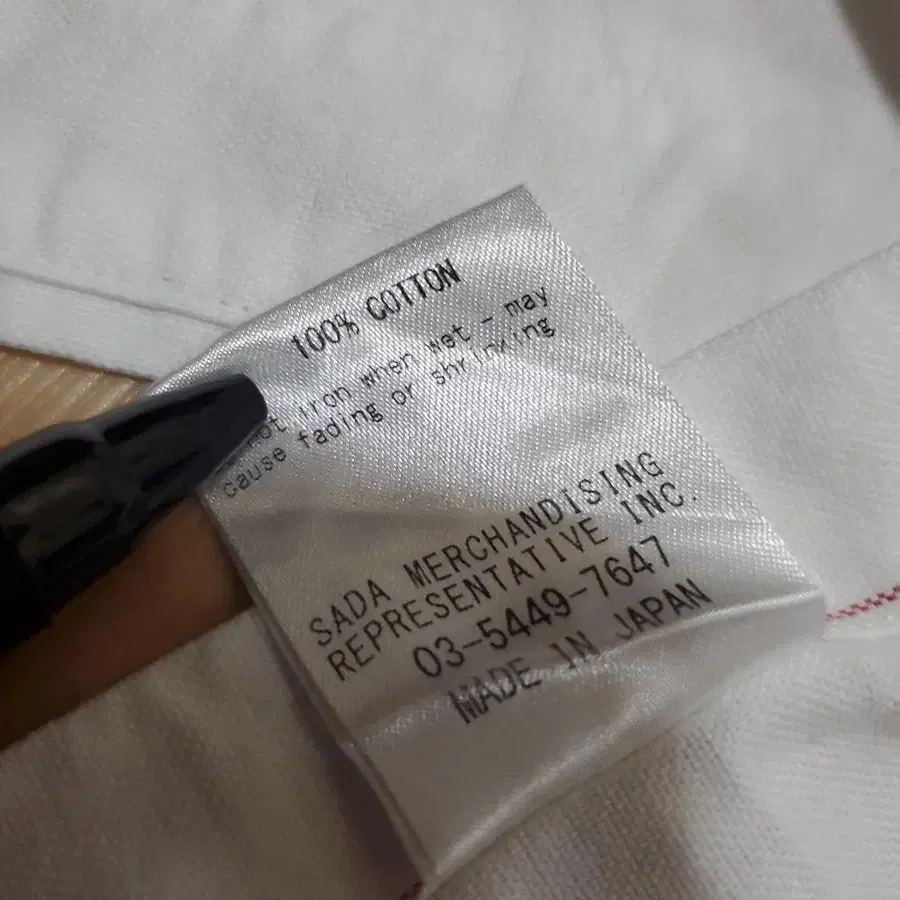 100% COTTON
not iron when wet - may
cause fading or shrinking
SADA MERCHANDISING
REPRESENTATIVE INC.
03-5449-7647
MADE IN JAPAN